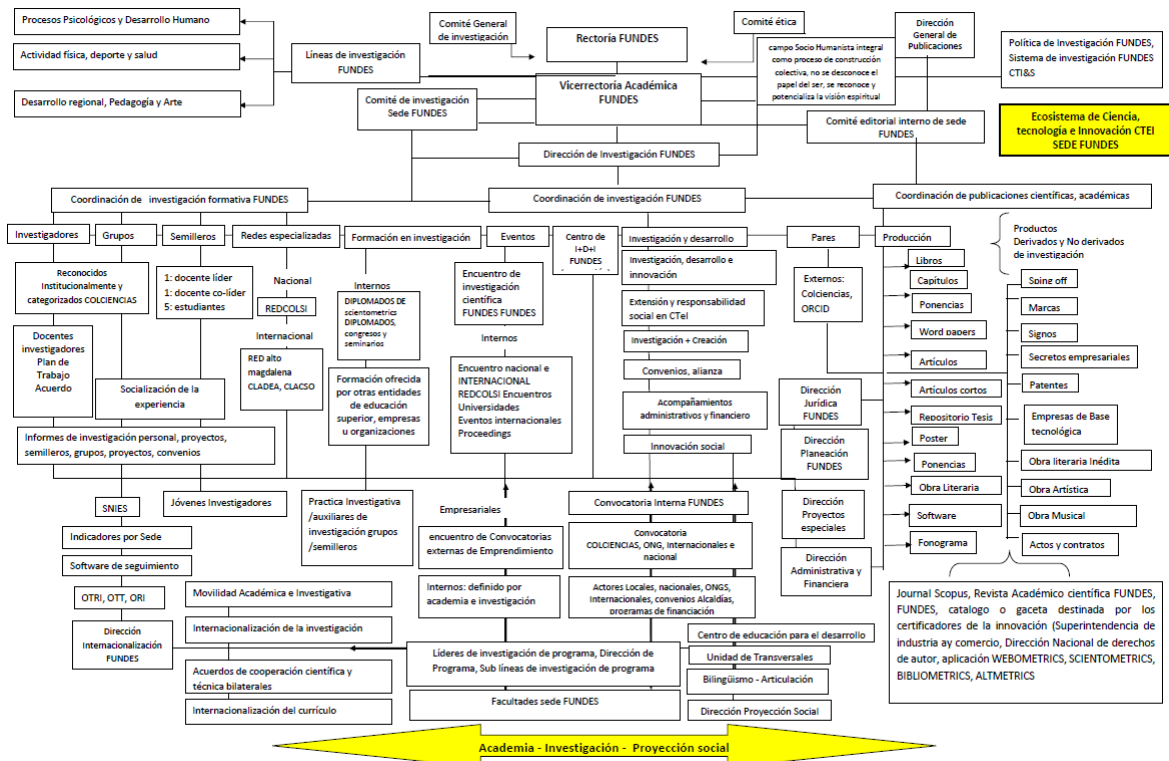 Procesos Psicológicos y Desarrollo Humano
Actividad física, deporte y salud
Desarrollo regional, Pedagogía y Arte
Líneas de investigación
FUNDES
Comité General
de investigación
Rectoría FUNDES
Comité ética
Dirección
General de
Publicaciones
campo Socio Humanista integral
como proceso de construcción
colectiva, no se desconoce el
papel del ser, se reconoce y
potencializa la visión espiritual
Política de Investigación FUNDES,
Sistema de investigación FUNDES
CTI&S
Vicerrectoría Académica
FUNDES
Comité de investigación
Sede FUNDES
Comité editorial interno de sede
FUNDES
Ecosistema de Ciencia,
tecnología e Innovación CTEI
SEDE FUNDES
Dirección de Investigación FUNDES
Coordinación de investigación formativa FUNDES
Coordinación de investigación FUNDES
Coordinación de publicaciones científicas, académicas
Investigadores
Grupos
Semilleros
Redes especializadas
Formación en investigación
Eventos
Centro de
I+D+I
FUNDES
Investigación y desarrollo
Pares
Producción
Productos
Derivados y No derivados
de investigación
Reconocidos
Institucionalmente y
categorizados COLCIENCIAS
1: docente líder
1: docente co-líder
5: estudiantes
Nacional
REDCOLSI
Internacional
RED alto
magdalena
CLADEA, CLACSO
Internos
DIPLOMADOS DE
scientometrics
DIPLOMADOS,
congresos y
seminarios
Formación ofrecida
por otras entidades
de educación
superior, empresas
u organizaciones
Encuentro de
investigación
científica
FUNDES FUNDES
Internos
Encuentro nacional e
INTERNACIONAL
REDCOLSI Encuentros
Universidades
Eventos internacionales
Proceedings
Investigación, desarrollo e
innovación
Extensión y responsabilidad
social en CTeI
Investigación + Creación
Convenios, alianza
Acompañamientos
administrativos y financiero
Innovación social
Externos:
Colciencias,
ORCID
Dirección
Jurídica
FUNDES
Dirección
Planeación
FUNDES
Dirección
Proyectos
especiales
Dirección
Administrativa y
Financiera
Libros
Capítulos
Ponencias
Word papers
Artículos
Artículos cortos
Repositorio Tesis
Poster
Ponencias
Obra Literaria
Software
Fonograma
Spine off
Marcas
Signos
Secretos empresariales
Patentes
Empresas de Base
tecnológica
Obra literaria Inédita
Obra Artística
Obra Musical
Actos y contratos
Docentes
investigadores
Plan de
Trabajo
Acuerdo
Socialización de la
experiencia
Informes de investigación personal, proyectos,
semilleros, grupos, proyectos, convenios
SNIES
Jóvenes Investigadores
Practica Investigativa
/auxiliares de
investigación grupos
/semilleros
Empresariales
encuentro de Convocatorias
externas de Emprendimiento
Internos: definido por
academia e investigación
Convocatoria Interna FUNDES
Convocatoria
COLCIENCIAS, ONG, Internacionales e
nacional
Actores Locales, nacionales, ONGS,
Internacionales, convenios Alcaldías,
programas de financiación
Indicadores por Sede
Software de seguimiento
OTRI, OTT, ORI
Dirección
Internacionalización
FUNDES
Movilidad Académica e Investigativa
Internacionalización de la investigación
Acuerdos de cooperación científica y
técnica bilaterales
Internacionalización del currículo
Líderes de investigación de programa, Dirección de
Programa, Sub líneas de investigación de programa
Facultades sede FUNDES
Centro de educación para el desarrollo
Unidad de Transversales
Bilingüismo - Articulación
Dirección Proyección Social
Journal Scopus, Revista Académico científica FUNDES,
FUNDES, catalogo o gaceta destinada por los
certificadores de la innovación (Superintendencia de
industria ay comercio, Dirección Nacional de derechos
de autor, aplicación WEBOMETRICS, SCIENTOMETRICS,
BIBLIOMETRICS, ALTMETRICS
Academia - Investigación - Proyección social